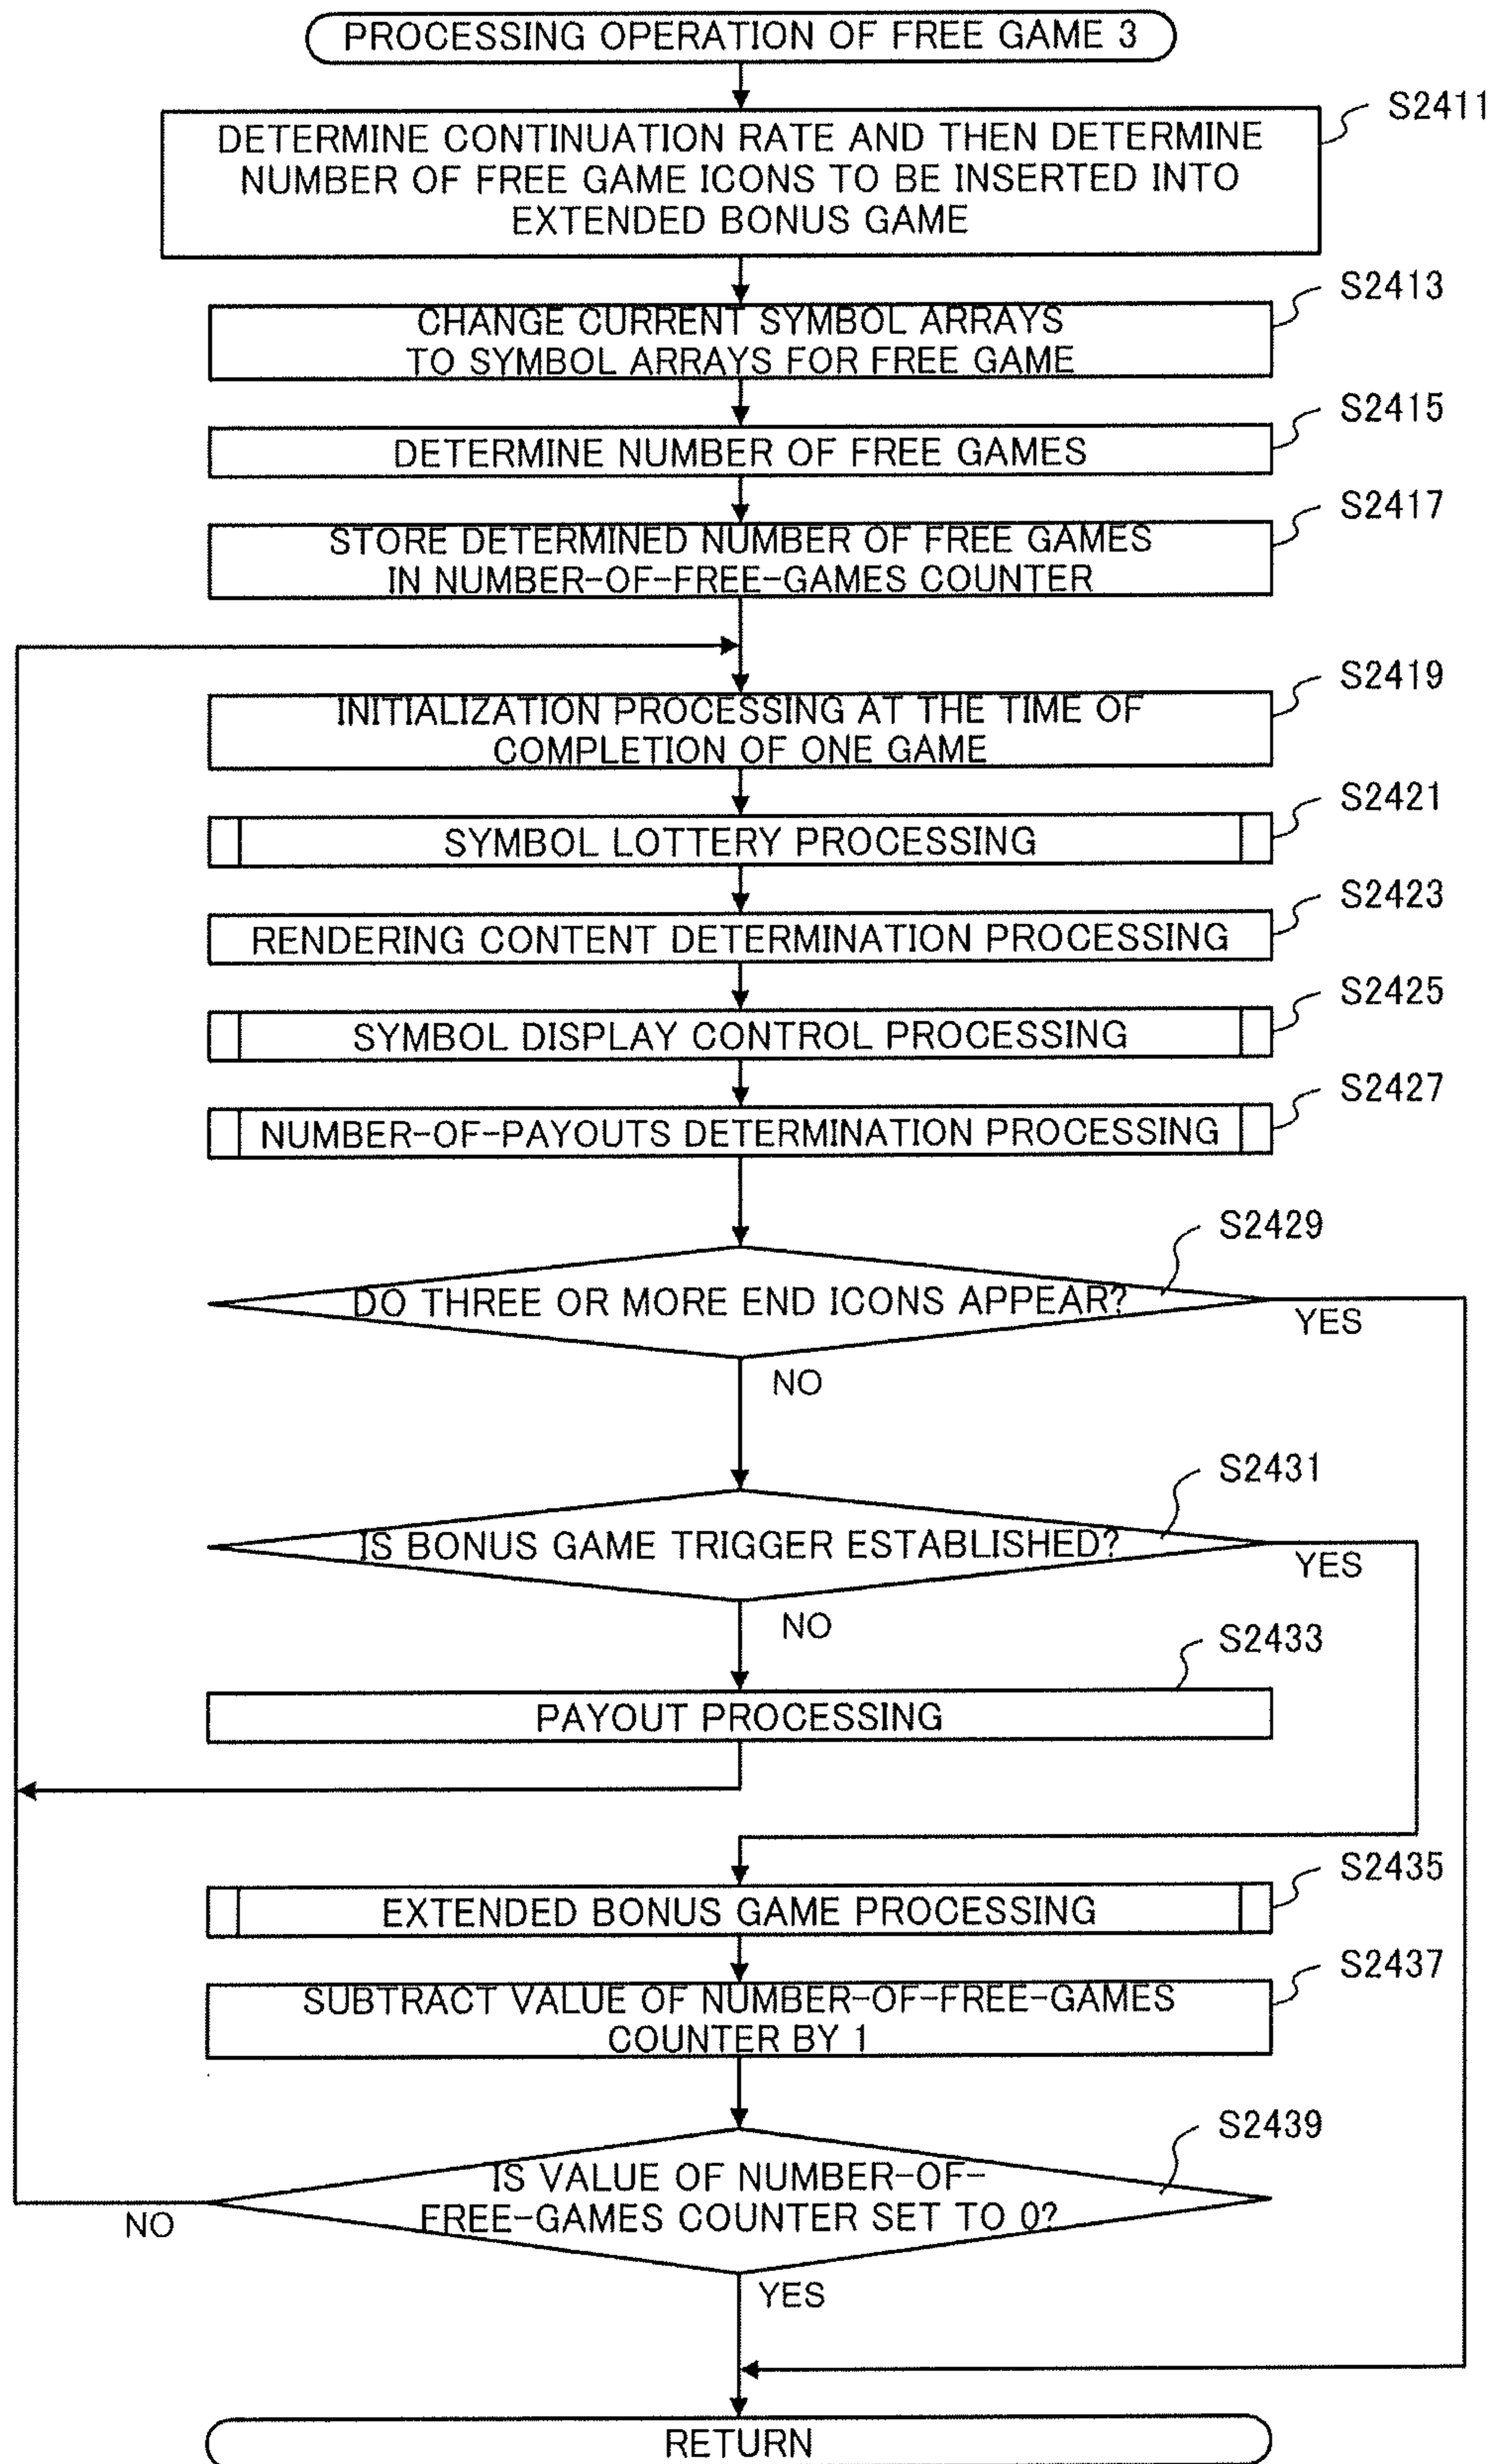 PROCESSING OPERATION OF FREE GAME 3
S2411
DETERMINE CONTINUATION RATE AND THEN DETERMINE
NUMBER OF FREE GAME ICONS TO BE INSERTED INTO
EXTENDED BONUS GAME
S2413
CHANGE CURRENT SYMBOL ARRAYS
TO SYMBOL ARRAYS FOR FREE GAME
S2415
DETERMINE NUMBER OF FREE GAMES
S2417
STORE DETERMINED NUMBER OF FREE GAMES
IN NUMBER-OF-FREE-GAMES COUNTER
S2419
INITIALIZATION PROCESSING AT THE TIME OF
COMPLETION OF ONE GAME
S2421
SYMBOL LOTTERY PROCESSING
S2423
RENDERING CONTENT DETERMINATION PROCESSING
S2425
SYMBOL DISPLAY CONTROL PROCESSING
S2427
NUMBER-OF-PAYOUTS DETERMINATION PROCESSING
S2429
DO THREE OR MORE END ICONS APPEAR?
YES
NO
S2431
IS BONUS GAME TRIGGER ESTABLISHED?
YES
NO
S2433
PAYOUT PROCESSING
S2435
EXTENDED BONUS GAME PROCESSING
S2437
SUBTRACT VALUE OF NUMBER-OF-FREE-GAMES
COUNTER BY 1
S2439
IS VALUE OF NUMBER-OF-
FREE-GAMES COUNTER SET TO 0?
NO
YES
RETURN